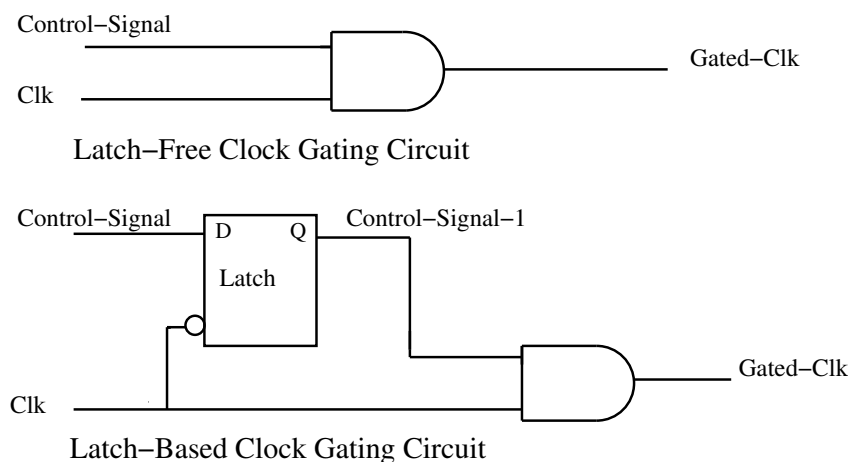 Control−Signal
Gated−Clk
Clk
Latch−Free Clock Gating Circuit
Control−Signal
Control−Signal−1
D
Q
Latch
Gated−Clk
Clk
Latch−Based Clock Gating Circuit